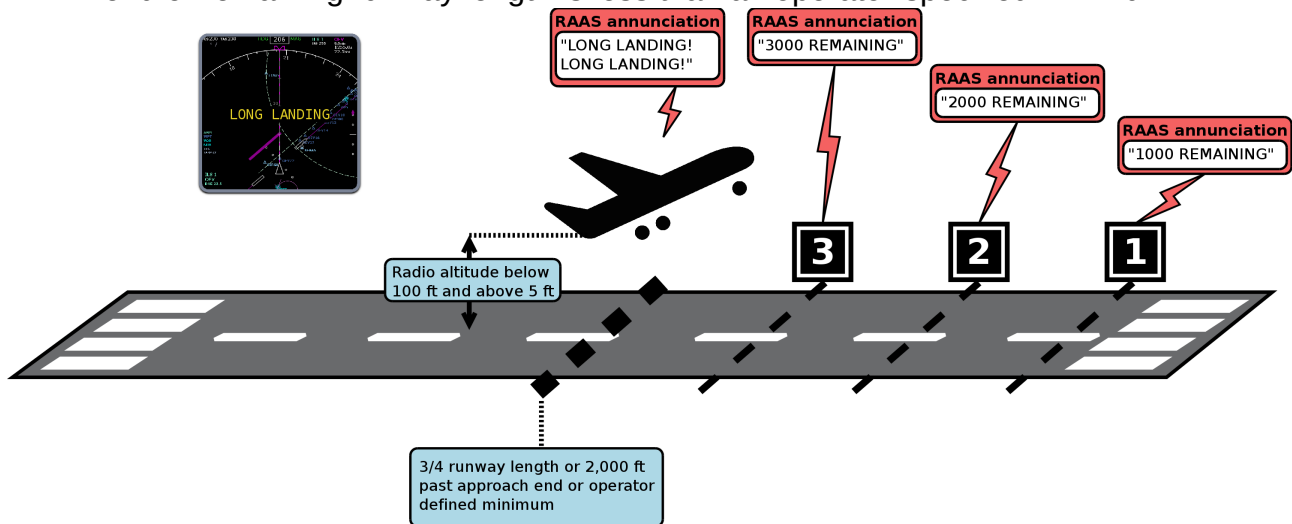 RAAS annunciation
"LONG LANDING!
LONG LANDING!"
RAAS annunciation
"3000 REMAINING"
RAAS annunciation
"2000 REMAINING"
RAAS annunciation
"1000 REMAINING"
206
LONG LANDING
3
2
1
Radio altitude below
100 ft and above 5 ft
3/4 runway length or 2,000 ft
past approach end or operator
defined minimum